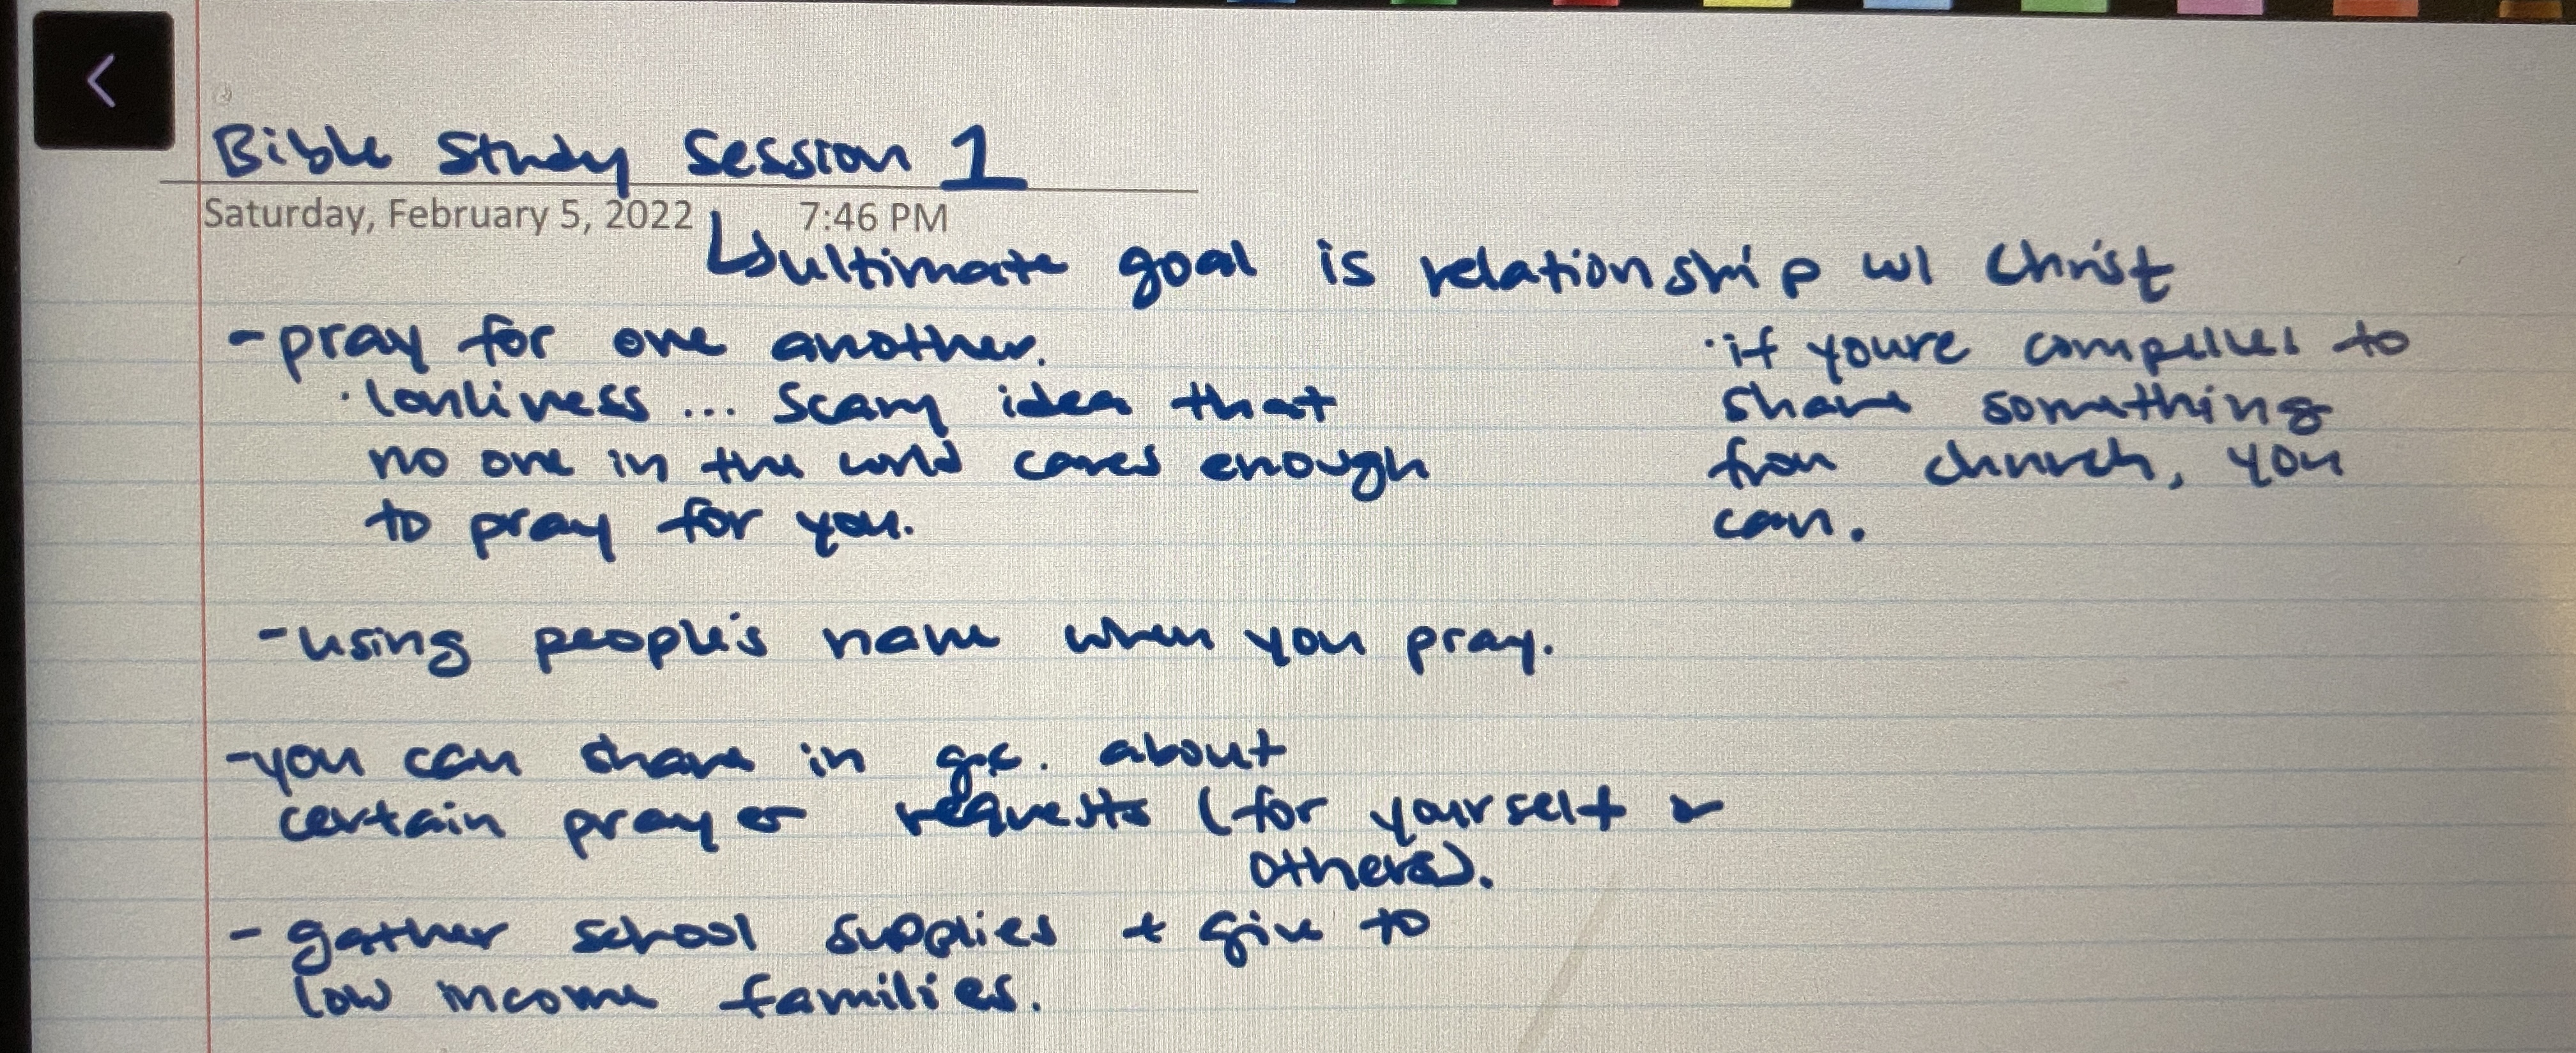 Bible Study Session 1
Saturday, February 5, 2022 7:46 PM
↳ultimate goal is relationship w/ Christ
-pray for one another.
·lonliness... scary idea that
no one in the world cares enough
to pray for you.
·if youre compelled to
share something
from church, you
can.
-using people's name when you pray.
-you can share in g.c. about
certain prayer requests (for yourself or
others).
- gather school supplies + give to
low income families.